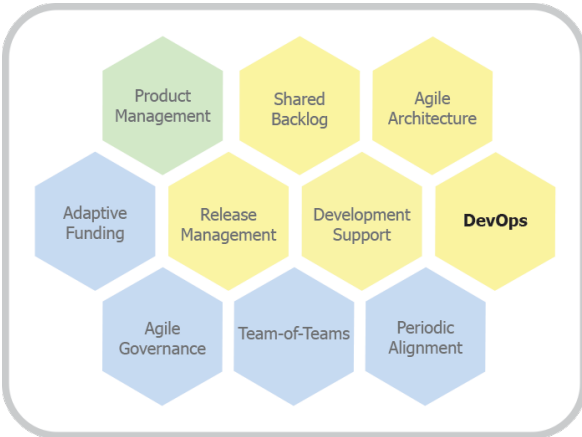 Product
Management
Shared
Backlog
Agile
Architecture
Adaptive
Funding
Release
Management
Development
Support
DevOps
Agile
Governance
Team-of-Teams
Periodic
Alignment